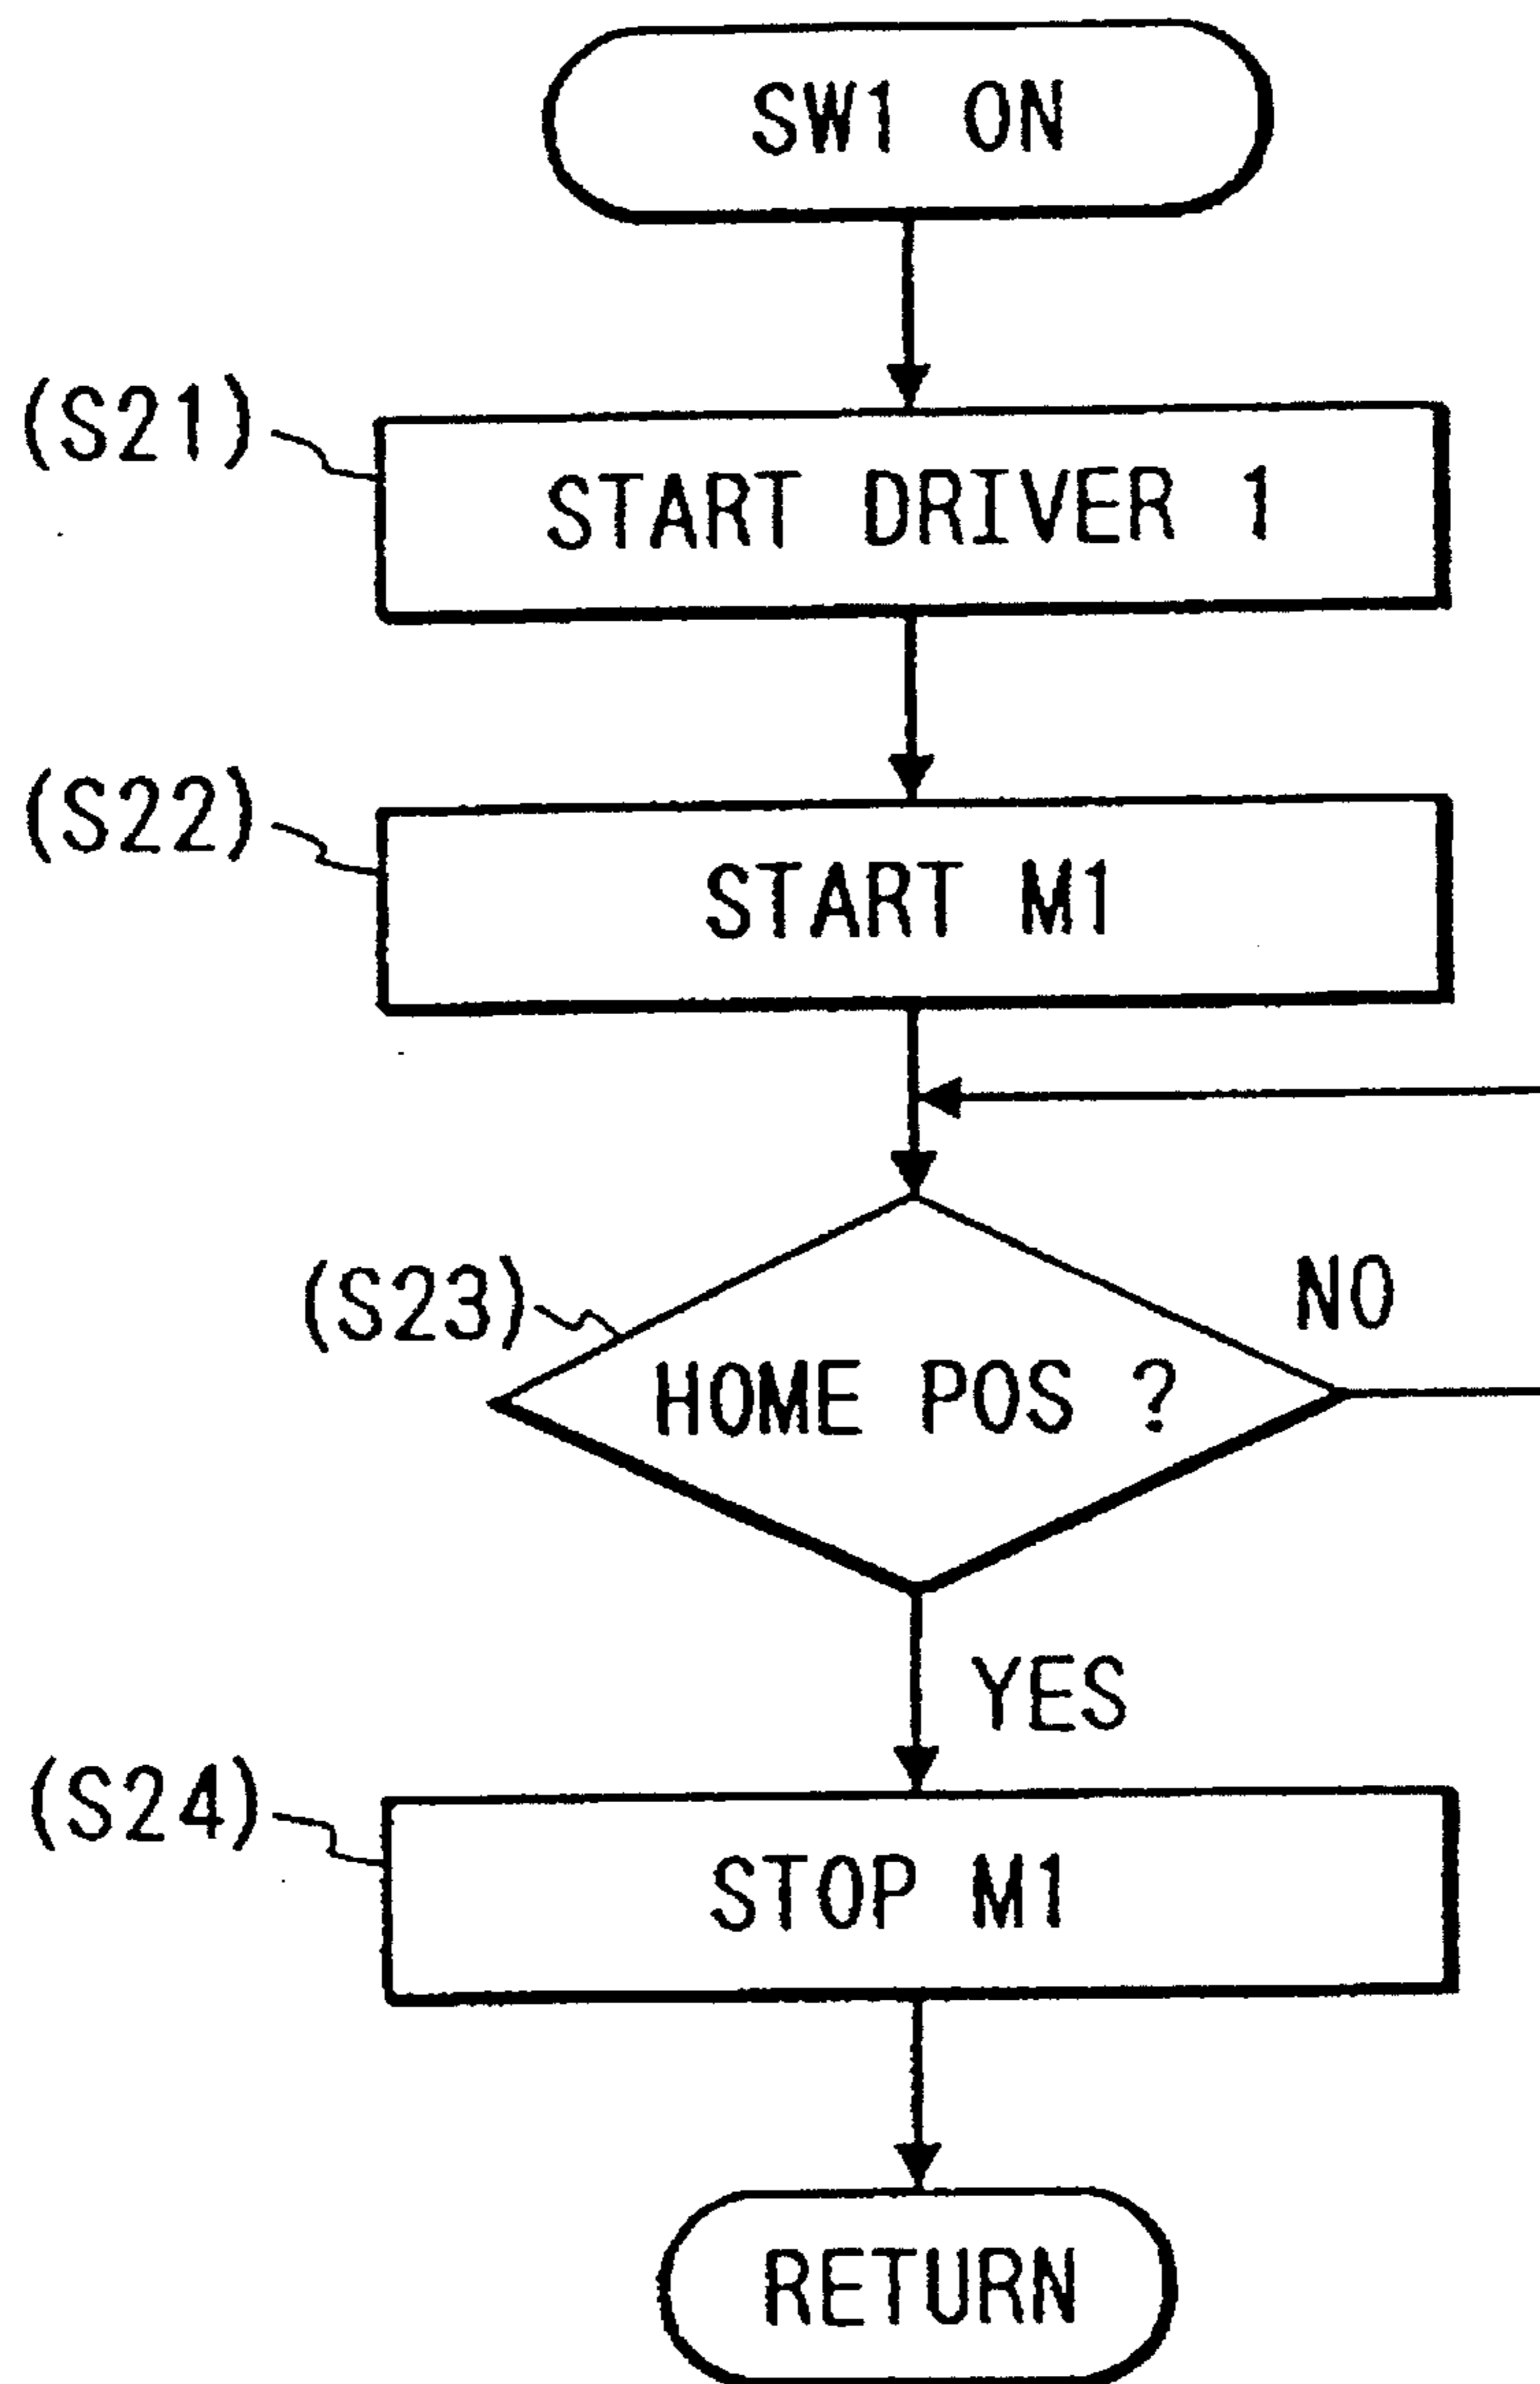 SW1 ON
(S21)
START DRIVER 1
(S22)
START M1
(S23)
HOME POS ?
NO
YES
(S24)
STOP M1
RETURN